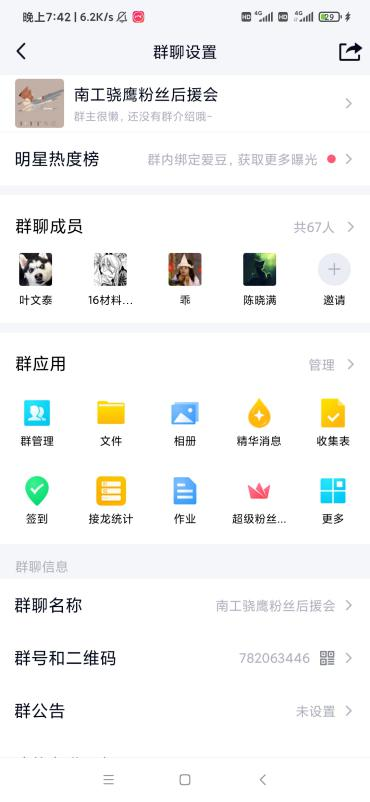 晚上7:42 | 6.2K/s
HD 4G HD 4G 29
群聊设置
南工骁鹰粉丝后援会
群主很懒，还没有群介绍哦~
明星热度榜
群内绑定爱豆，获取更多曝光
群聊成员
共67人
叶文泰 16材料... 乖 陈晓满 邀请
群应用
管理
群管理 文件 相册 精华消息 收集表
签到 接龙统计 作业 超级粉丝... 更多
群聊信息
群聊名称
南工骁鹰粉丝后援会
群号和二维码
782063446
群公告
未设置